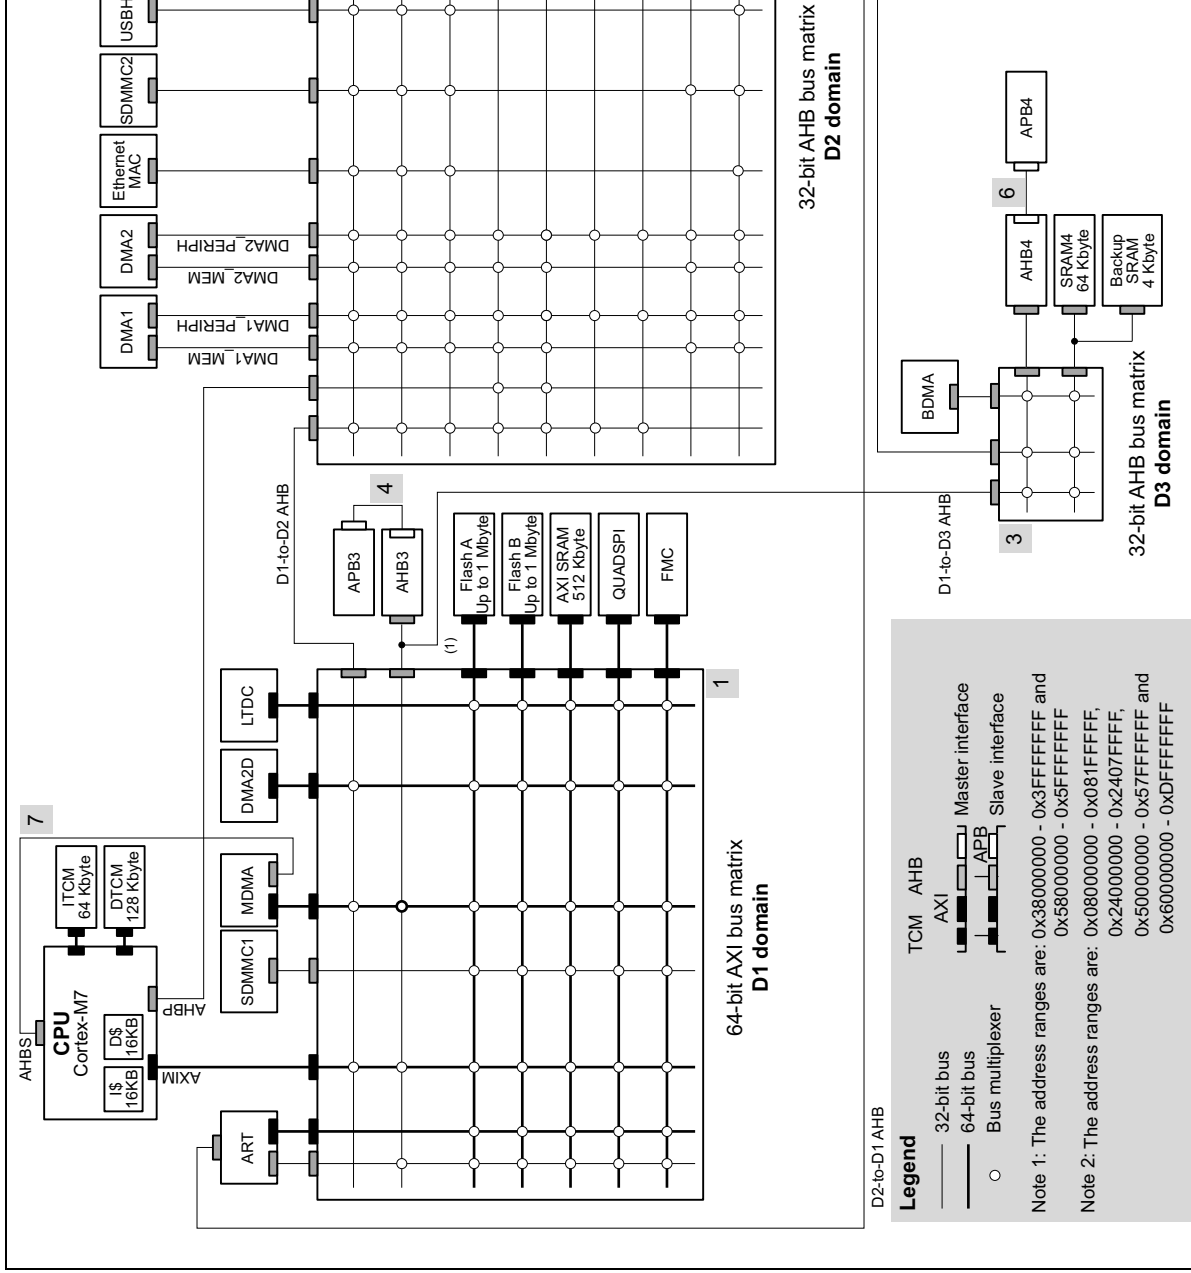 AHBS
CPU
Cortex-M7
I$
16KB
D$
16KB
AXIM
AHBP
ITCM
64 Kbyte
DTCM
128 Kbyte
7
ART
SDMMC1
MDMA
DMA2D
LTDC
DMA1
DMA2
Ethernet
MAC
SDMMC2
DMA1_MEM
DMA1_PERIPH
DMA2_MEM
DMA2_PERIPH
D1-to-D2 AHB
APB3
AHB3
4
(1)
Flash A
Up to 1 Mbyte
Flash B
Up to 1 Mbyte
AXI SRAM
512 Kbyte
QUADSPI
FMC
1
64-bit AXI bus matrix
D1 domain
32-bit AHB bus matrix
D2 domain
D2-to-D1 AHB
D1-to-D3 AHB
BDMA
3
AHB4
SRAM4
64 Kbyte
Backup
SRAM
4 Kbyte
6
APB4
32-bit AHB bus matrix
D3 domain
Legend
32-bit bus
64-bit bus
Bus multiplexer
TCM AHB
AXI APB
Master interface
Slave interface
Note 1: The address ranges are: 0x38000000 - 0x3FFFFFFF and
0x58000000 - 0x5FFFFFFF
Note 2: The address ranges are: 0x08000000 - 0x081FFFFF,
0x24000000 - 0x2407FFFF,
0x50000000 - 0x57FFFFFF and
0x60000000 - 0xDFFFFFFF